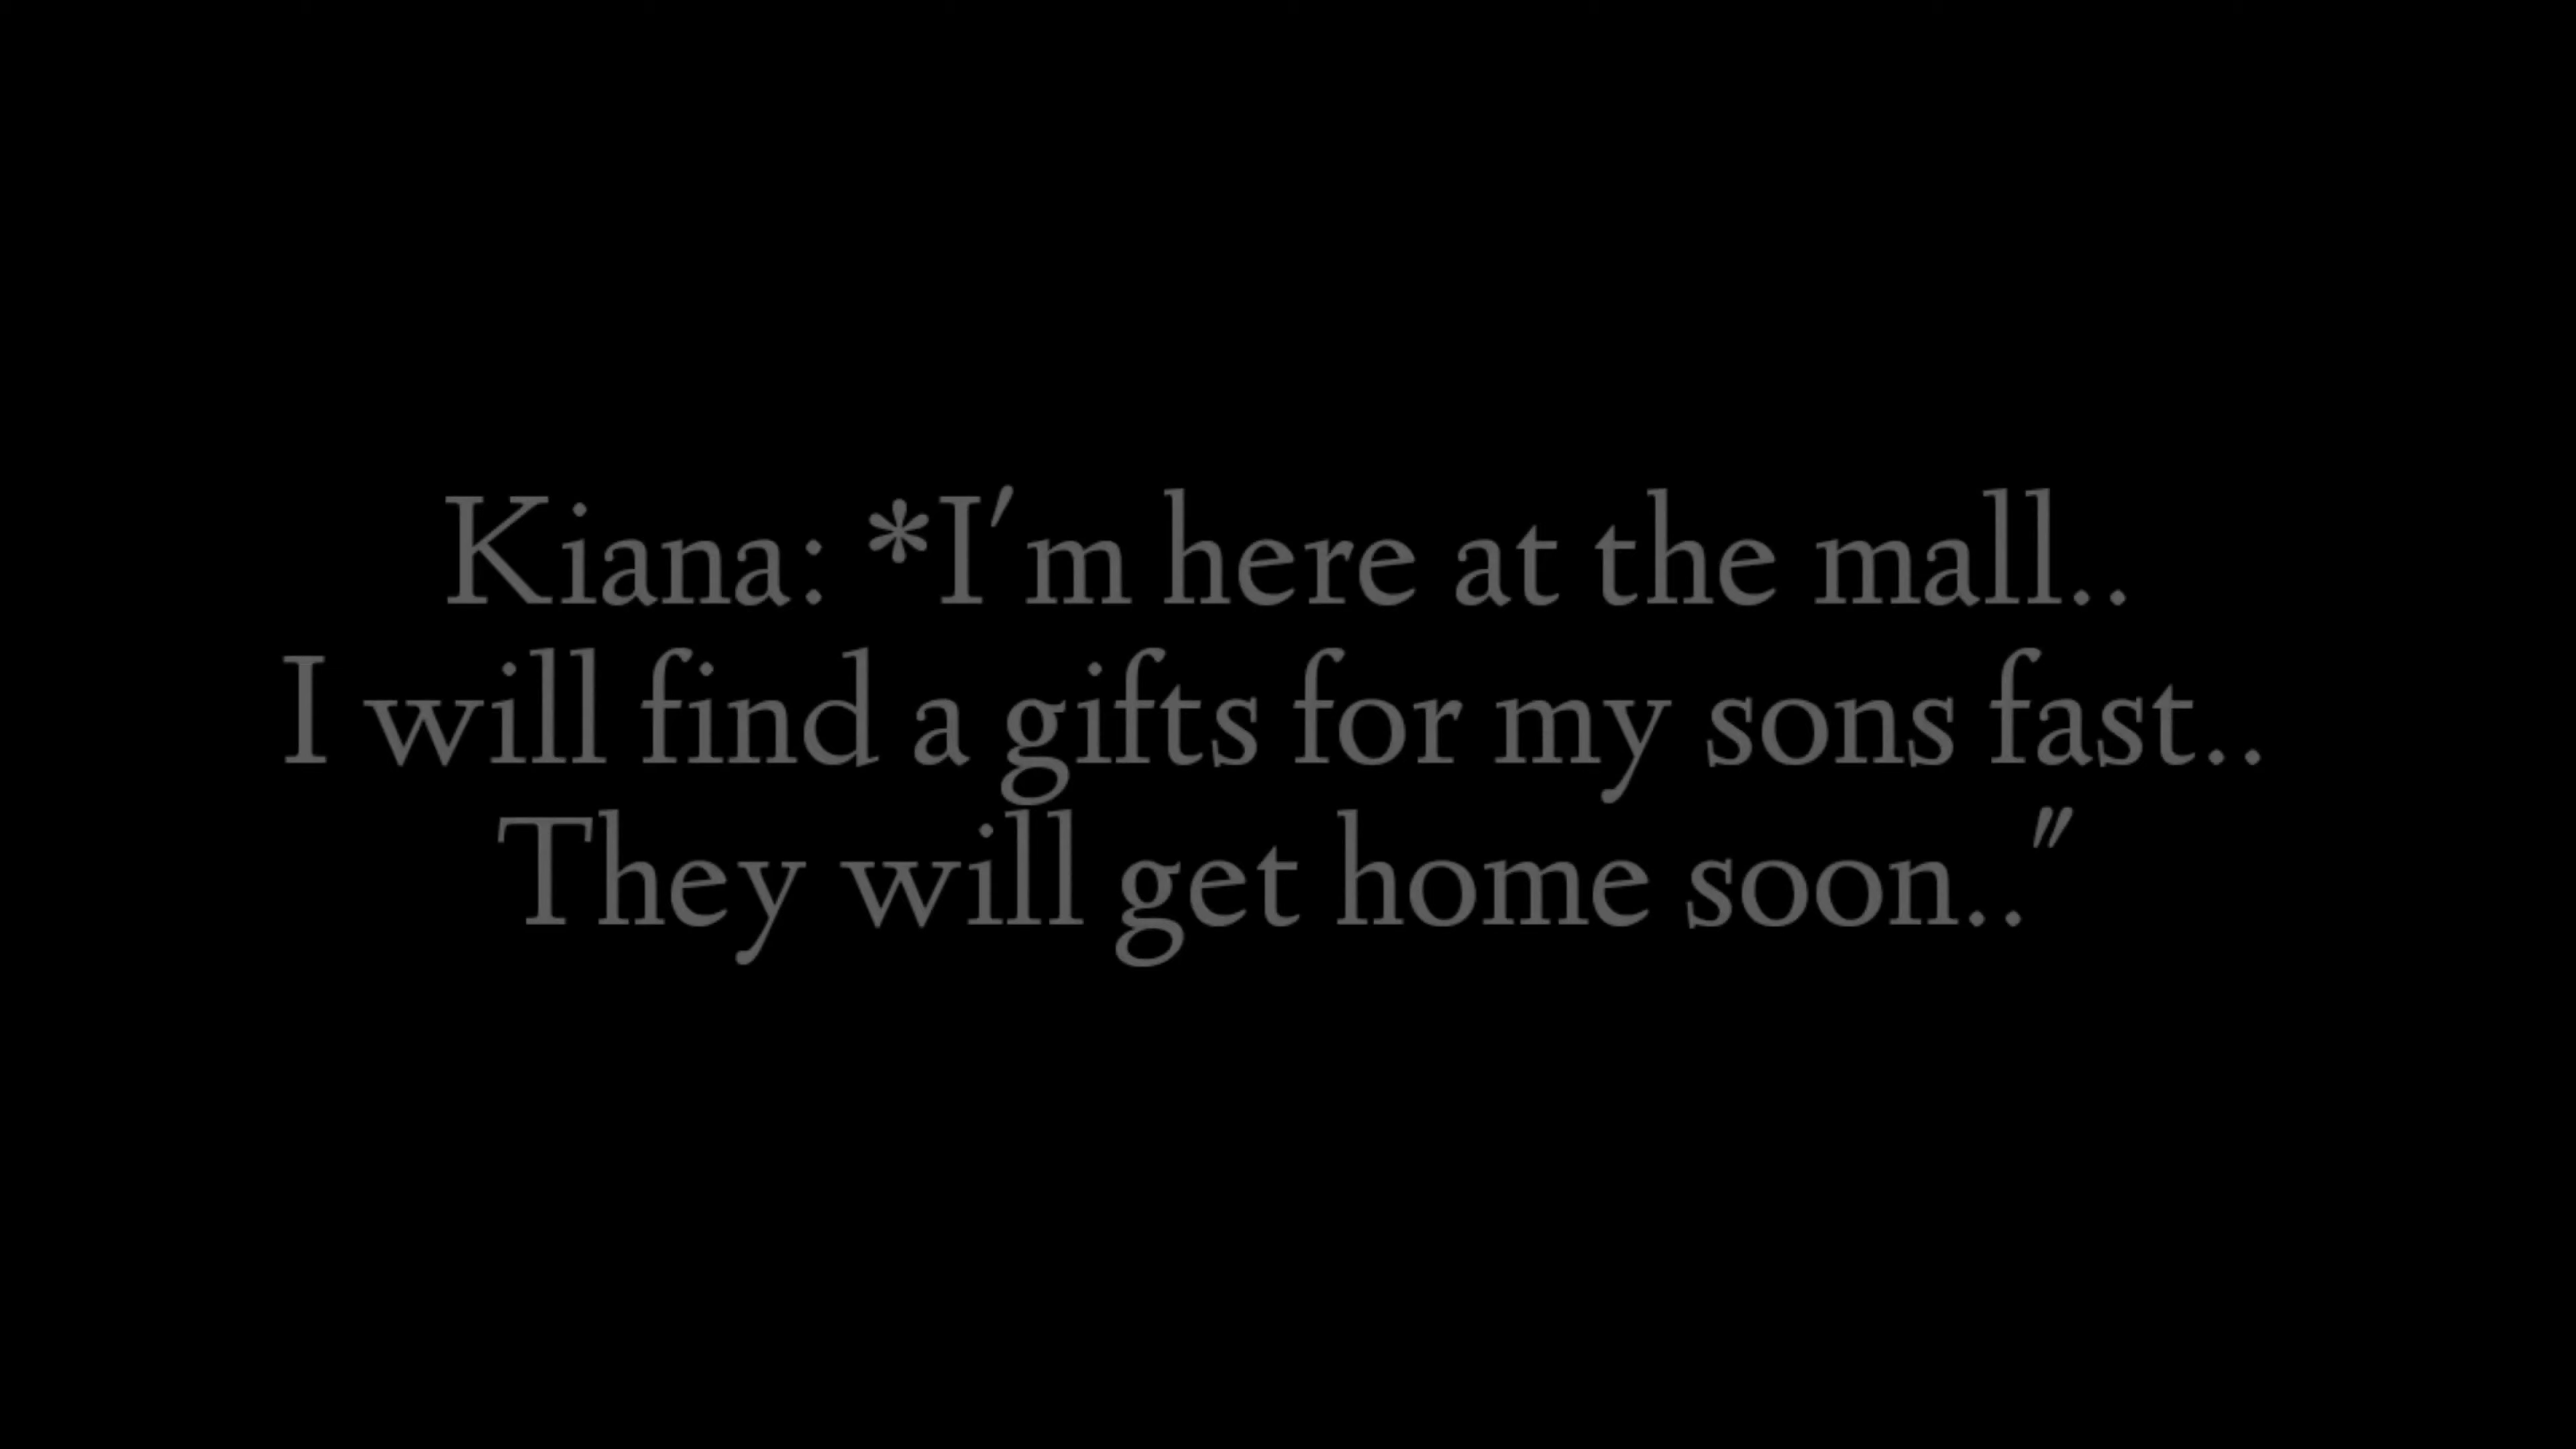 Kiana: *I'm here at the mall..
I will find a gifts for my sons fast..
They will get home soon.."